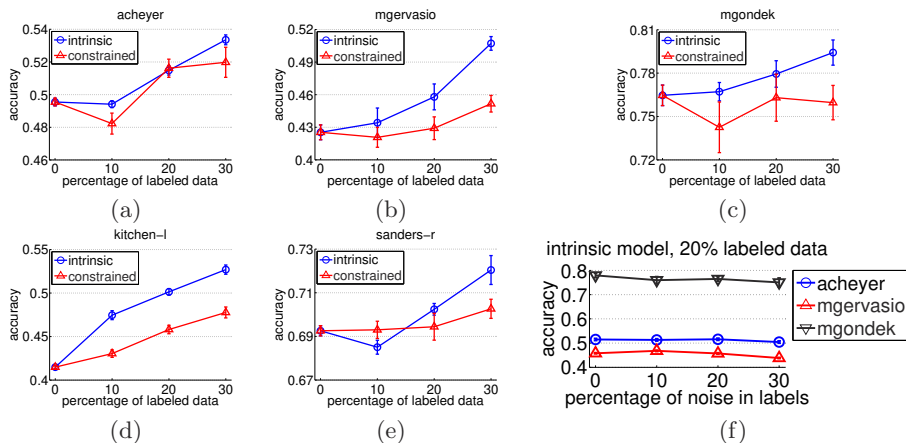 acheyer
0.54
0.52
0.5
0.48
0.46
accuracy
intrinsic
constrained
0 10 20 30
percentage of labeled data
(a)
mgervasio
0.52
0.49
0.46
0.43
0.4
accuracy
intrinsic
constrained
0 10 20 30
percentage of labeled data
(b)
mgondek
0.81
0.78
0.75
0.72
accuracy
intrinsic
constrained
0 10 20 30
percentage of labeled data
(c)
kitchen-l
0.55
0.5
0.45
0.4
accuracy
intrinsic
constrained
0 10 20 30
percentage of labeled data
(d)
sanders-r
0.73
0.71
0.69
0.67
accuracy
intrinsic
constrained
0 10 20 30
percentage of labeled data
(e)
intrinsic model, 20% labeled data
0.8
0.7
0.6
0.5
0.4
accuracy
acheyer
mgervasio
mgondek
0 10 20 30
percentage of noise in labels
(f)